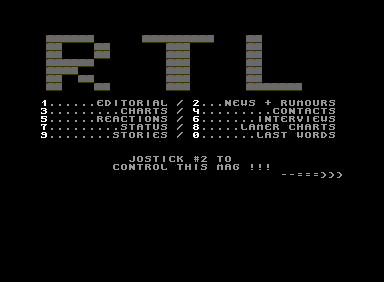 RTL
1......EDITORIAL / 2...NEWS + RUMOURS
3.........CHARTS / 4.........CONTACTS
5......REACTIONS / 6.......INTERVIEWS
7.........STATUS / 8.....LAMER CHARTS
9........STORIES / 0.......LAST WORDS
JOSTICK #2 TO
CONTROL THIS MAG !!!
--===>>>